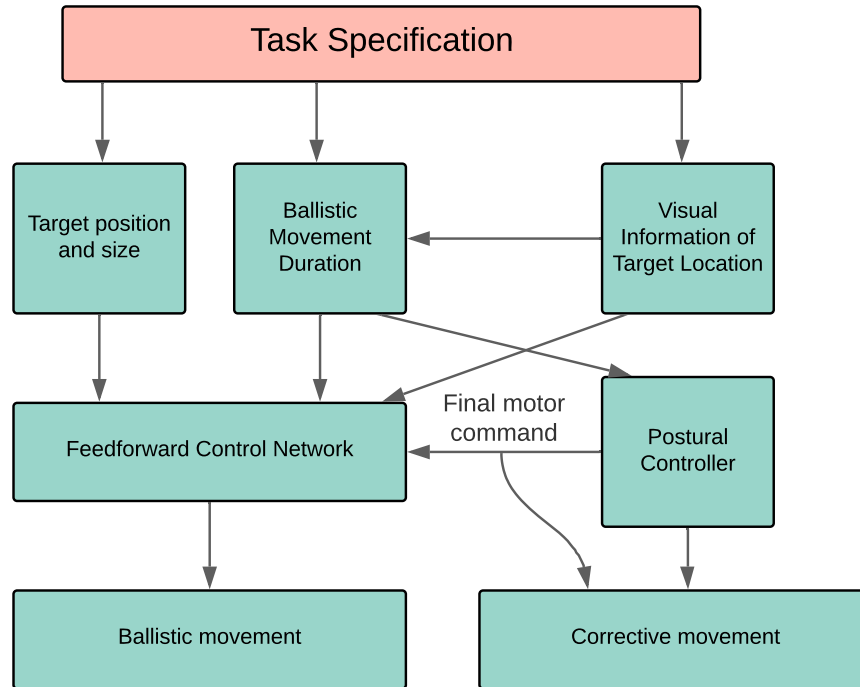 Task Specification
Target position
and size
Ballistic
Movement
Duration
Visual
Information of
Target Location
Final motor
command
Feedforward Control Network
Postural
Controller
Ballistic movement
Corrective movement